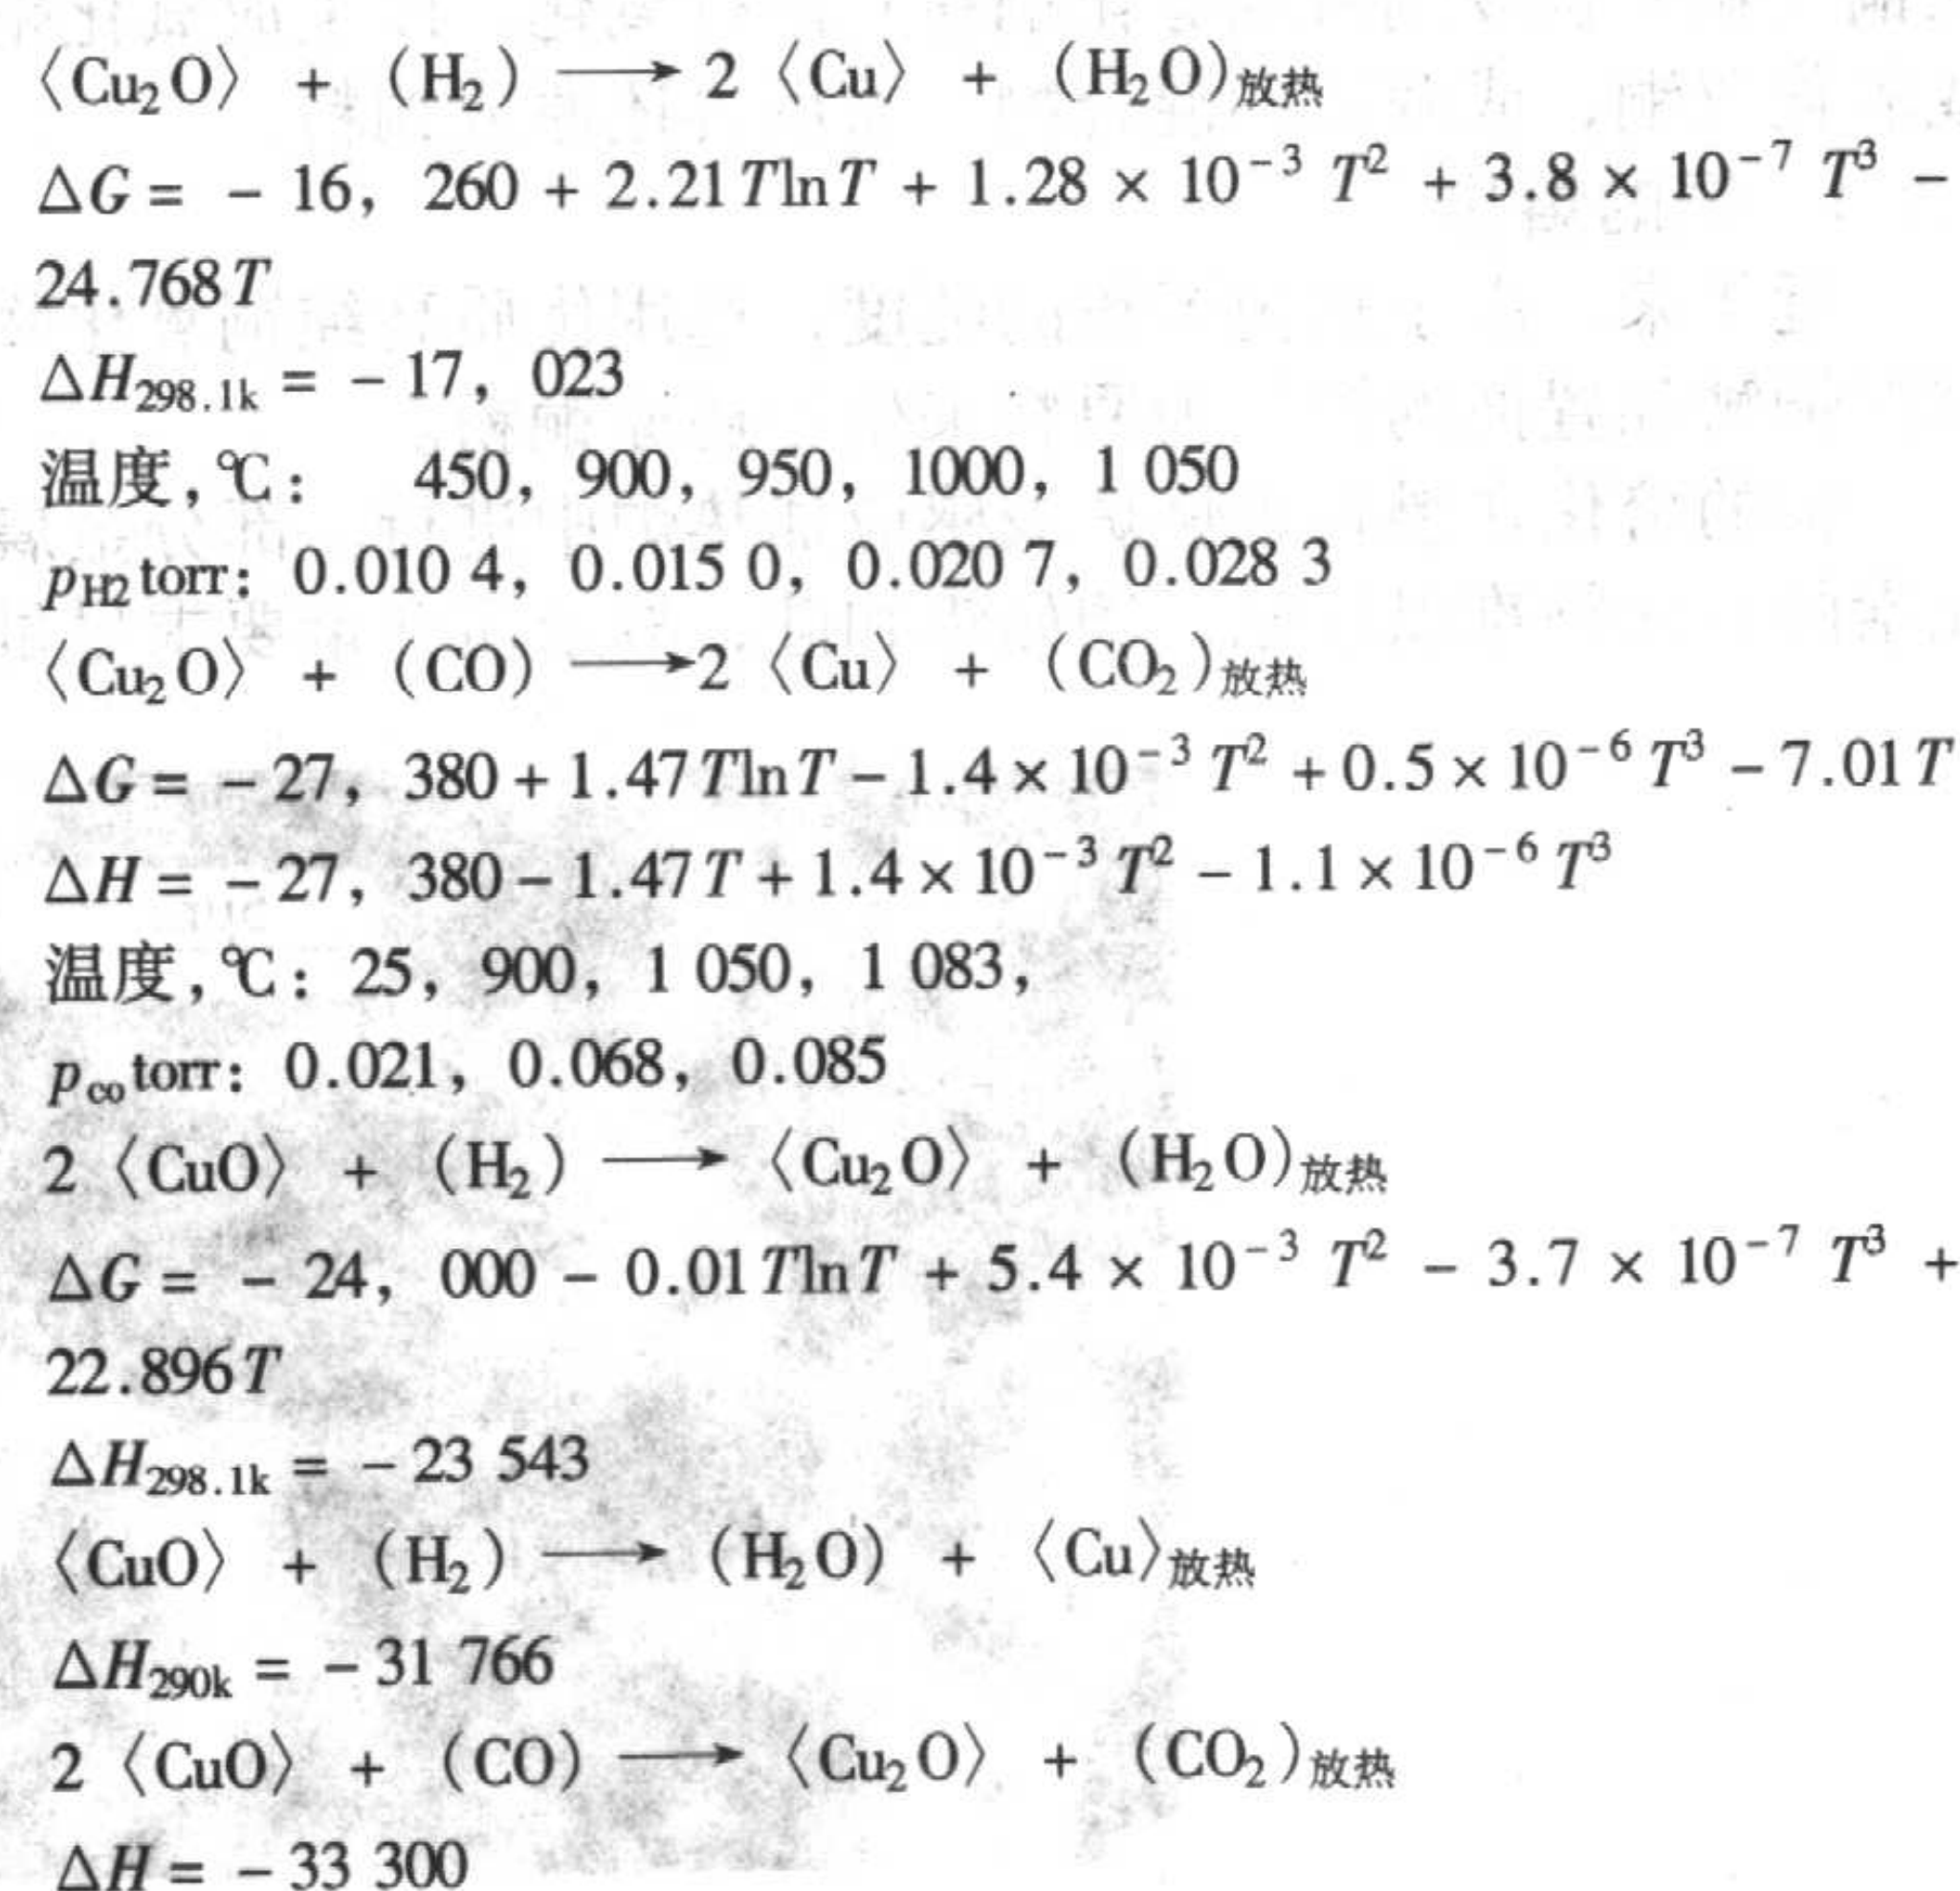 〈Cu₂O〉 + (H₂) ⟶ 2 〈Cu〉 + (H₂O)放热
ΔG = - 16, 260 + 2.21TlnT + 1.28 × 10⁻³ T² + 3.8 × 10⁻⁷ T³ -
24.768T
ΔH₂₉₈.₁ₖ = - 17, 023
温度,℃: 450, 900, 950, 1000, 1 050
pH2 torr: 0.010 4, 0.015 0, 0.020 7, 0.028 3
〈Cu₂O〉 + (CO) ⟶2 〈Cu〉 + (CO₂)放热
ΔG = - 27, 380 + 1.47TlnT - 1.4 × 10⁻³ T² + 0.5 × 10⁻⁶ T³ - 7.01T
ΔH = - 27, 380 - 1.47T + 1.4 × 10⁻³ T² - 1.1 × 10⁻⁶ T³
温度,℃: 25, 900, 1 050, 1 083,
pco torr: 0.021, 0.068, 0.085
2 〈CuO〉 + (H₂) ⟶ 〈Cu₂O〉 + (H₂O)放热
ΔG = - 24, 000 - 0.01TlnT + 5.4 × 10⁻³ T² - 3.7 × 10⁻⁷ T³ +
22.896T
ΔH₂₉₈.₁ₖ = - 23 543
〈CuO〉 + (H₂) ⟶ (H₂O) + 〈Cu〉放热
ΔH₂₉₀ₖ = - 31 766
2 〈CuO〉 + (CO) ⟶ 〈Cu₂O〉 + (CO₂)放热
ΔH = - 33 300